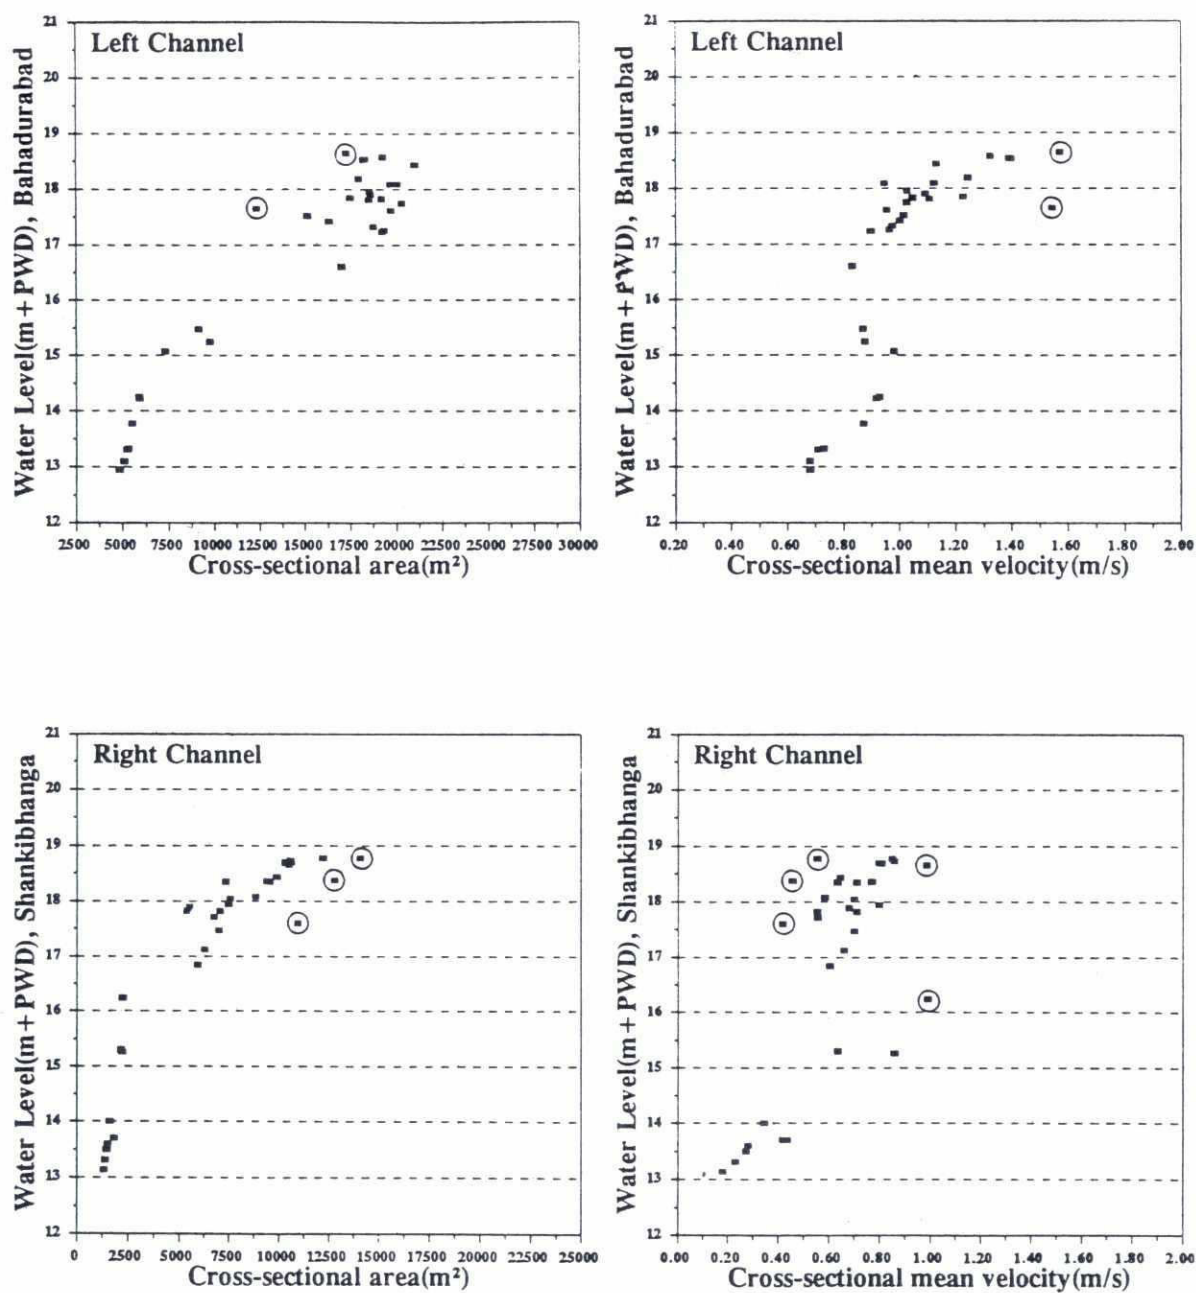 Left Channel
Water Level(m+PWD), Bahadurabad
21
20
19
18
17
16
15
14
13
12
2500 5000 7500 10000 12500 15000 17500 20000 22500 25000 27500 30000
Cross-sectional area(m²)
Left Channel
Water Level(m+PWD), Bahadurabad
21
20
19
18
17
16
15
14
13
12
0.20 0.40 0.60 0.80 1.00 1.20 1.40 1.60 1.80 2.00
Cross-sectional mean velocity(m/s)
Right Channel
Water Level(m+PWD), Shankibhanga
21
20
19
18
17
16
15
14
13
12
0 2500 5000 7500 10000 12500 15000 17500 20000 22500 25000
Cross-sectional area(m²)
Right Channel
Water Level(m+PWD), Shankibhanga
21
20
19
18
17
16
15
14
13
12
0.00 0.20 0.40 0.60 0.80 1.00 1.20 1.40 1.60 1.80 2.00
Cross-sectional mean velocity(m/s)